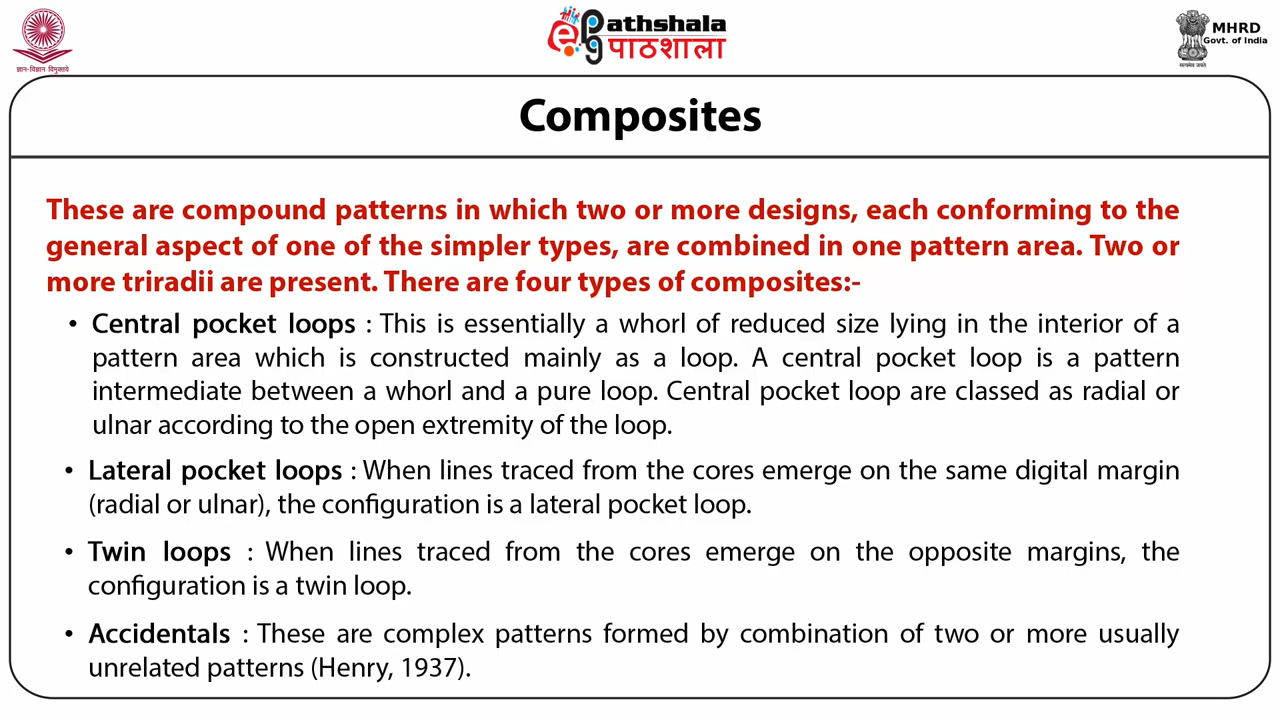 ज्ञान-विज्ञान विमुक्तये
epg Pathshala
पाठशाला
MHRD
Govt. of India
सत्यमेव जयते
Composites
These are compound patterns in which two or more designs, each conforming to the
general aspect of one of the simpler types, are combined in one pattern area. Two or
more triradii are present. There are four types of composites:-
• Central pocket loops : This is essentially a whorl of reduced size lying in the interior of a
pattern area which is constructed mainly as a loop. A central pocket loop is a pattern
intermediate between a whorl and a pure loop. Central pocket loop are classed as radial or
ulnar according to the open extremity of the loop.
• Lateral pocket loops : When lines traced from the cores emerge on the same digital margin
(radial or ulnar), the configuration is a lateral pocket loop.
• Twin loops : When lines traced from the cores emerge on the opposite margins, the
configuration is a twin loop.
• Accidentals : These are complex patterns formed by combination of two or more usually
unrelated patterns (Henry, 1937).